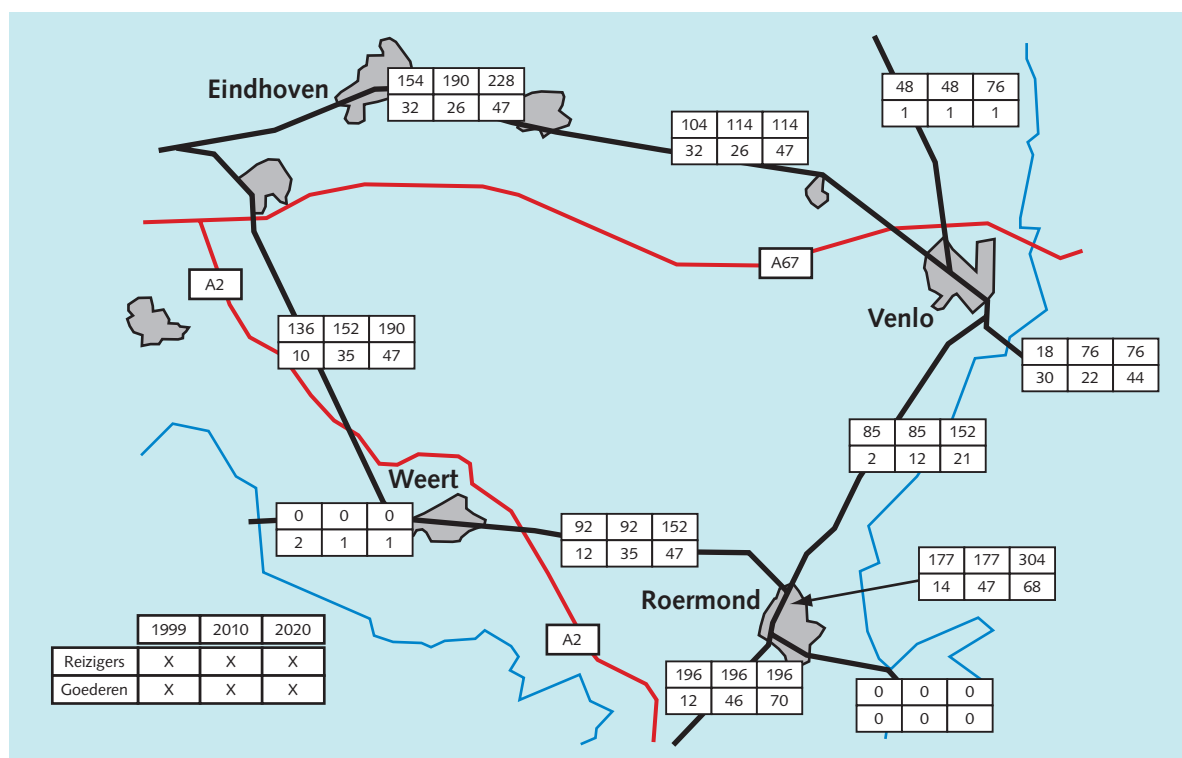 Eindhoven
154 190 228
32 26 47
48 48 76
1 1 1
104 114 114
32 26 47
A67
A2
Venlo
136 152 190
10 35 47
18 76 76
30 22 44
85 85 152
2 12 21
Weert
0 0 0
2 1 1
92 92 152
12 35 47
177 177 304
14 47 68
Roermond
A2
196 196 196
12 46 70
0 0 0
0 0 0
1999 2010 2020
Reizigers X X X
Goederen X X X